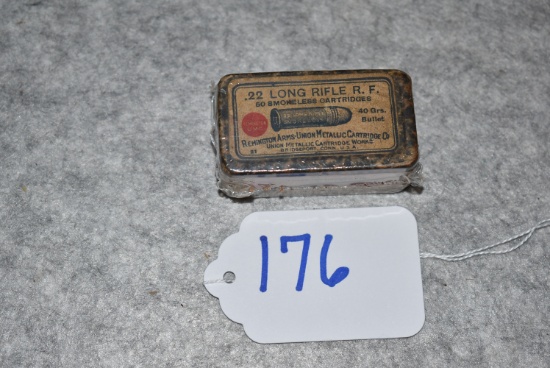 .22 LONG RIFLE R. F.
50 SMOKELESS CARTRIDGES
40 Grs.
Bullet
REMINGTON ARMS-UNION METALLIC CARTRIDGE CO
UNION METALLIC CARTRIDGE WORKS
BRIDGEPORT, CONN. U.S.A.
176